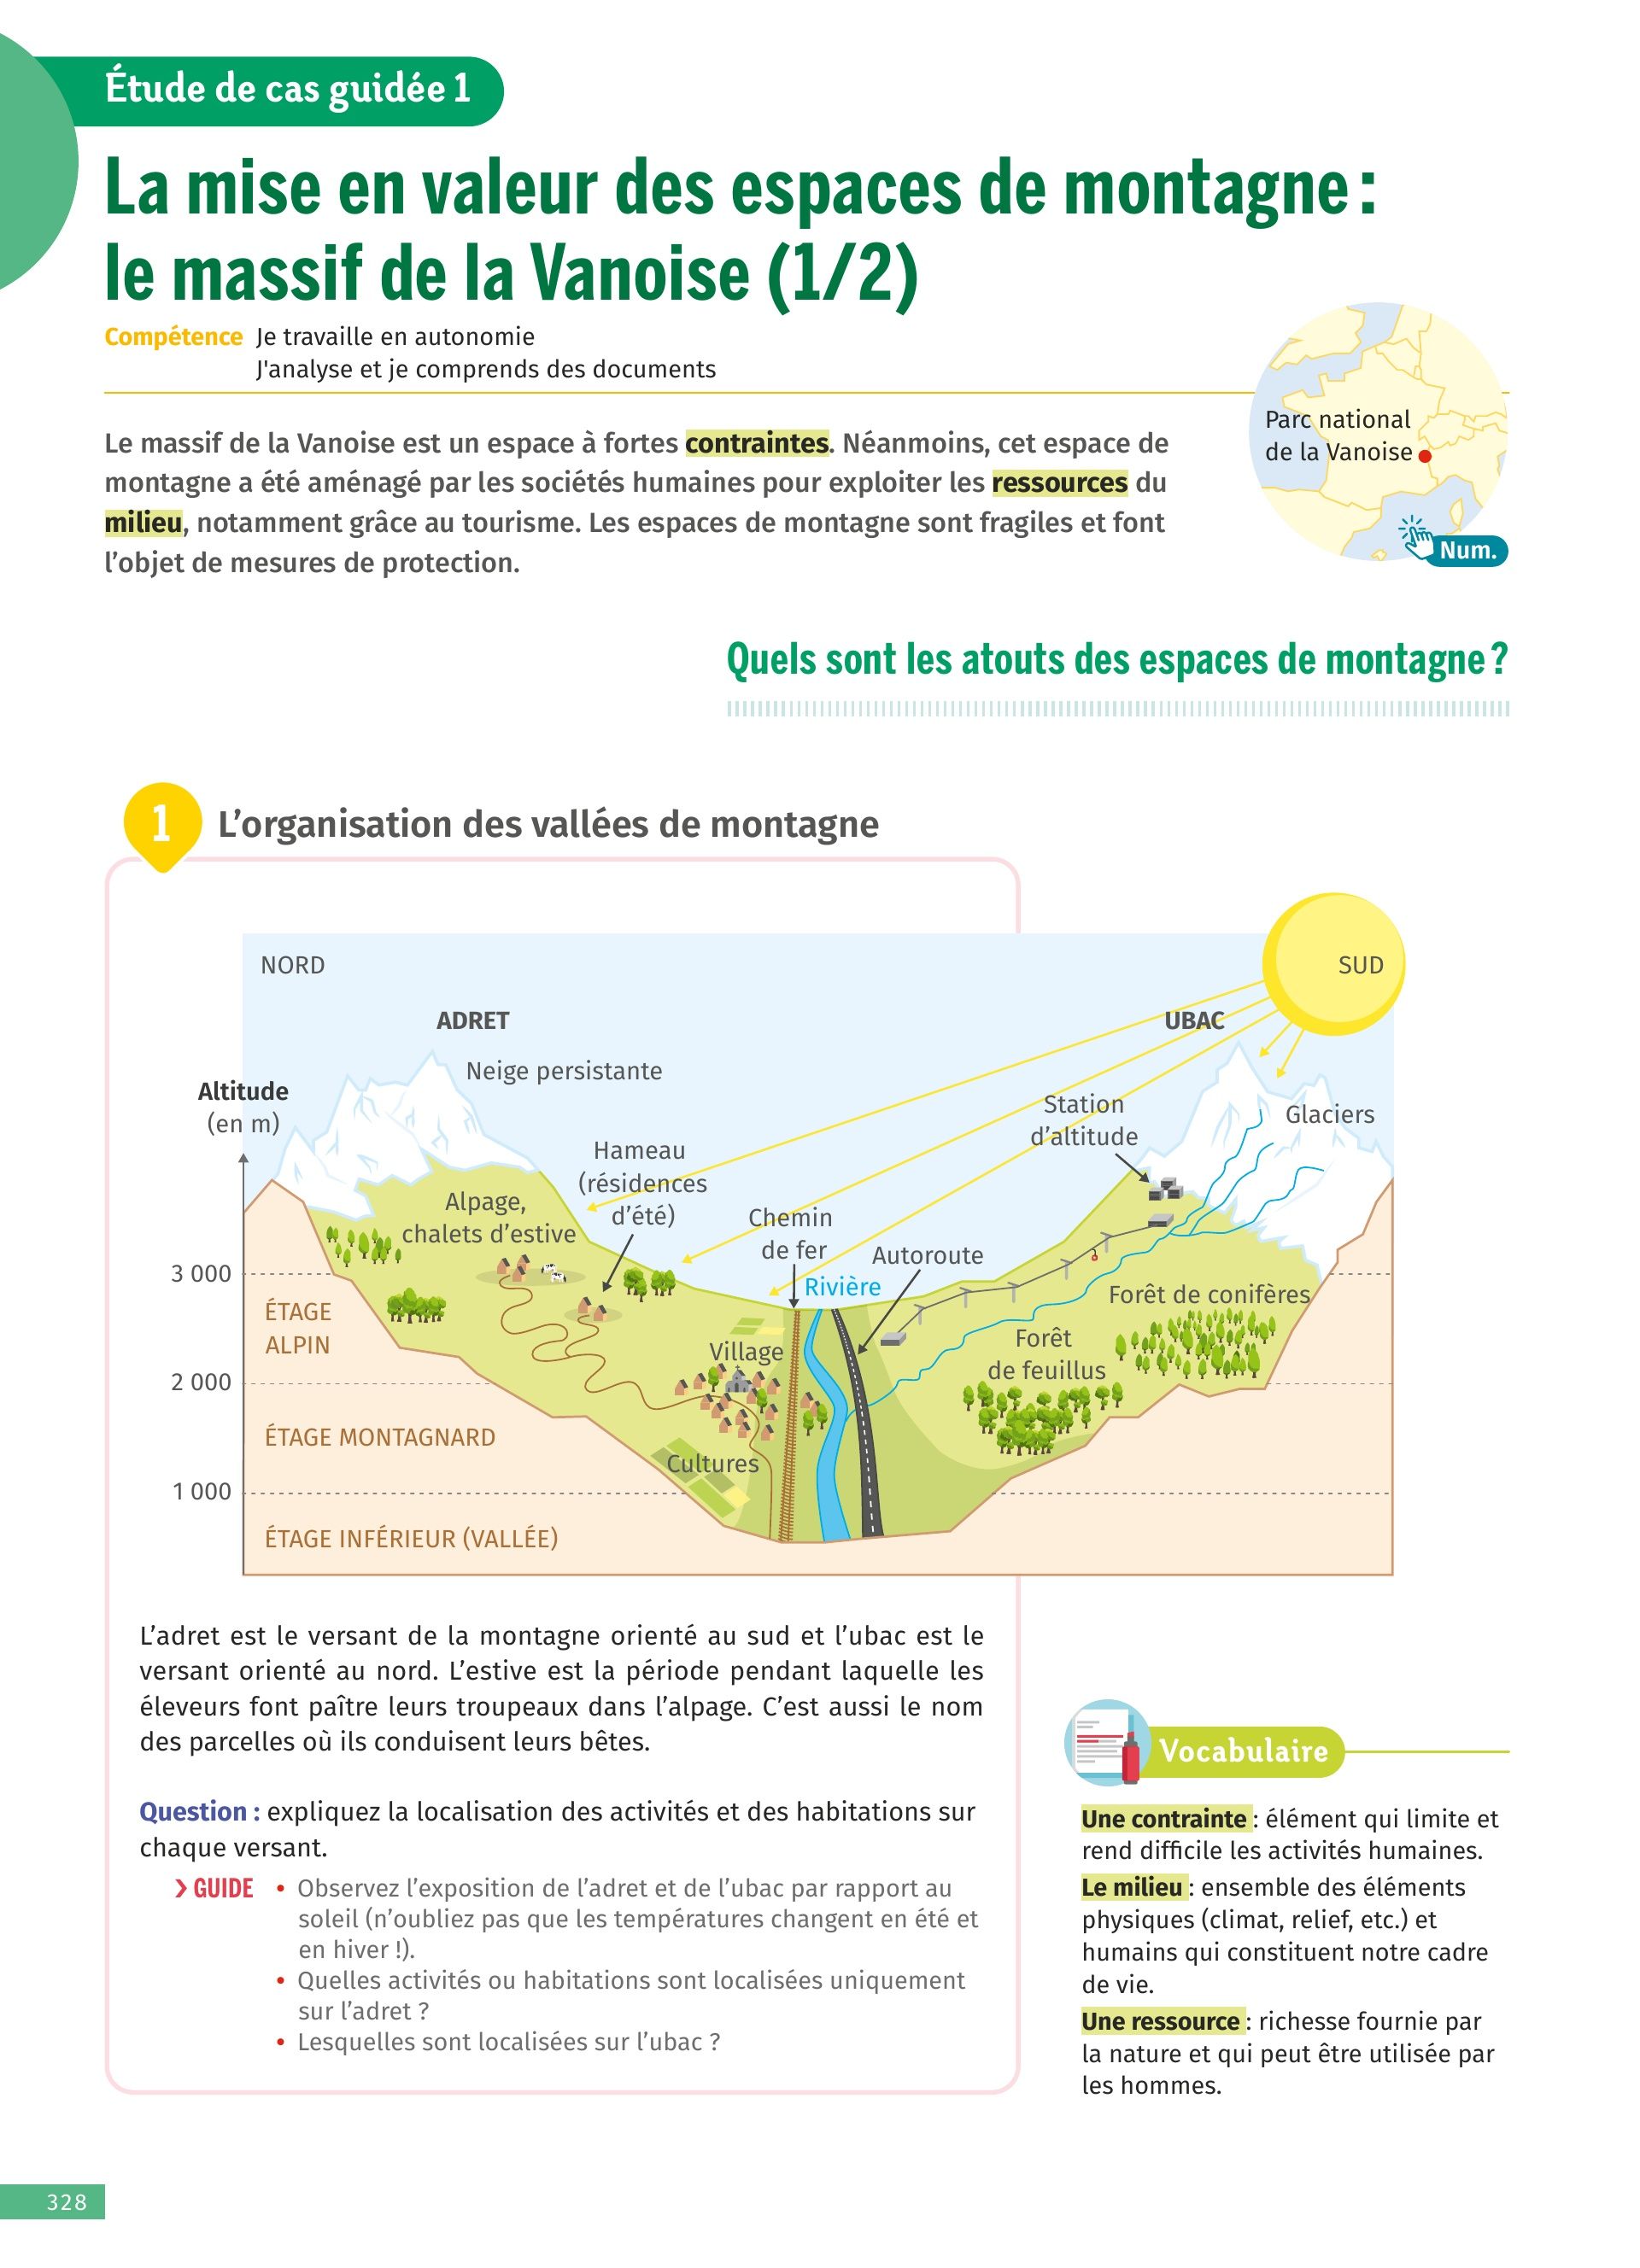 Étude de cas guidée 1
La mise en valeur des espaces de montagne :
le massif de la Vanoise (1/2)
Compétence Je travaille en autonomie
J'analyse et je comprends des documents
Parc national
de la Vanoise
Num.
Le massif de la Vanoise est un espace à fortes contraintes. Néanmoins, cet espace de
montagne a été aménagé par les sociétés humaines pour exploiter les ressources du
milieu, notamment grâce au tourisme. Les espaces de montagne sont fragiles et font
l’objet de mesures de protection.
Quels sont les atouts des espaces de montagne ?
1 L’organisation des vallées de montagne
NORD
SUD
ADRET
UBAC
Neige persistante
Altitude
(en m)
Station
d’altitude
Glaciers
Hameau
(résidences
d’été)
Alpage,
chalets d’estive
Chemin
de fer
Autoroute
Rivière
3 000
Forêt de conifères
ÉTAGE
ALPIN
Forêt
de feuillus
Village
2 000
ÉTAGE MONTAGNARD
Cultures
1 000
ÉTAGE INFÉRIEUR (VALLÉE)
L’adret est le versant de la montagne orienté au sud et l’ubac est le
versant orienté au nord. L’estive est la période pendant laquelle les
éleveurs font paître leurs troupeaux dans l’alpage. C’est aussi le nom
des parcelles où ils conduisent leurs bêtes.
Question : expliquez la localisation des activités et des habitations sur
chaque versant.
› GUIDE • Observez l’exposition de l’adret et de l’ubac par rapport au
soleil (n’oubliez pas que les températures changent en été et
en hiver !).
• Quelles activités ou habitations sont localisées uniquement
sur l’adret ?
• Lesquelles sont localisées sur l’ubac ?
Vocabulaire
Une contrainte : élément qui limite et
rend difficile les activités humaines.
Le milieu : ensemble des éléments
physiques (climat, relief, etc.) et
humains qui constituent notre cadre
de vie.
Une ressource : richesse fournie par
la nature et qui peut être utilisée par
les hommes.
328